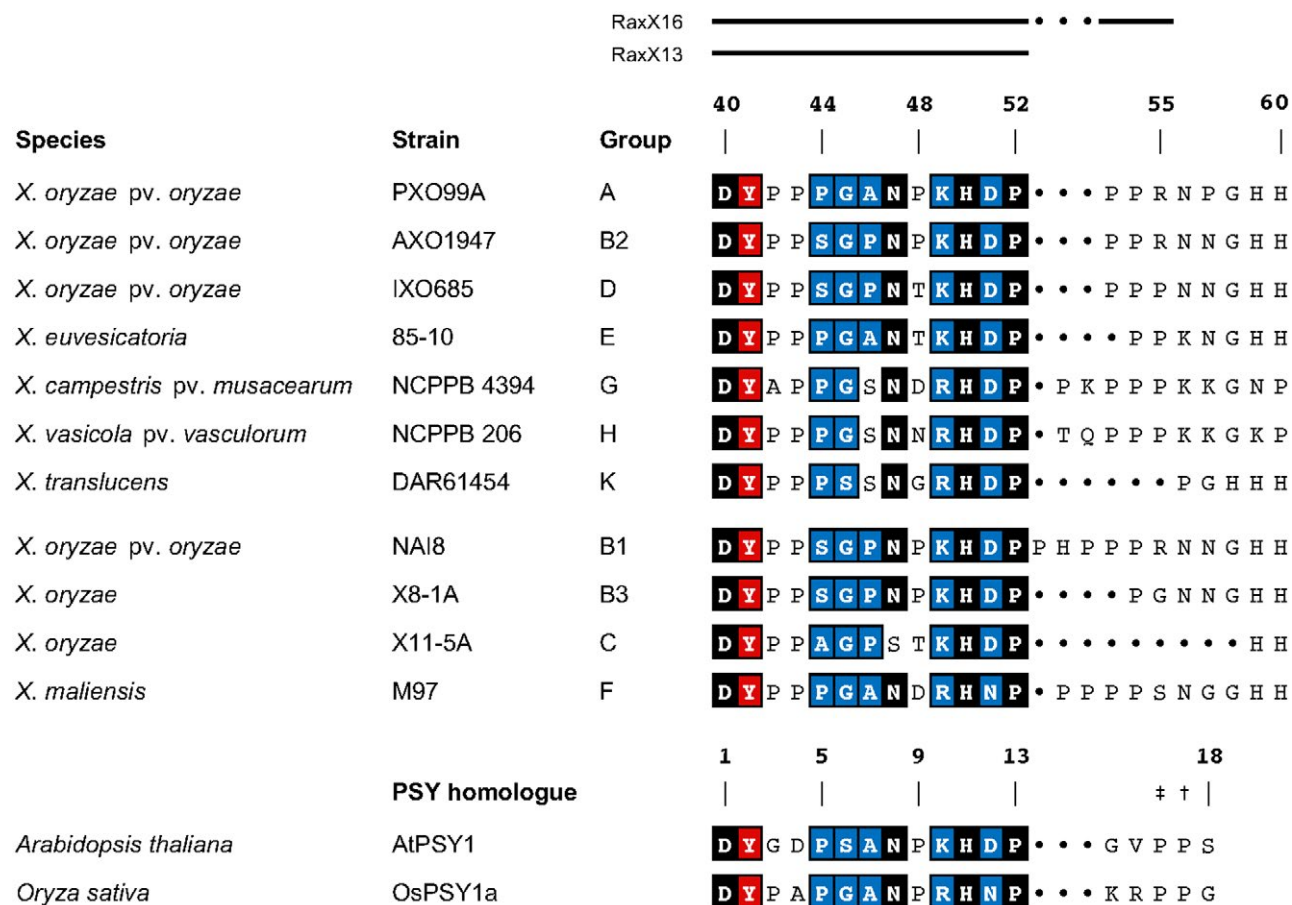 RaxX16 • • •
RaxX13
40 44 48 52 55 60
Species Strain Group | | | | | |
X. oryzae pv. oryzae PXO99A A D Y P P P G A N P K H D P • • • P P R N P G H H
X. oryzae pv. oryzae AXO1947 B2 D Y P P S G P N P K H D P • • • P P R N N G H H
X. oryzae pv. oryzae IXO685 D D Y P P S G P N T K H D P • • • P P P N N G H H
X. euvesicatoria 85-10 E D Y P P P G A N T K H D P • • • • P P K N G H H
X. campestris pv. musacearum NCPPB 4394 G D Y A P P G S N D R H D P • P K P P P K K G N P
X. vasicola pv. vasculorum NCPPB 206 H D Y P P P G S N N R H D P • T Q P P P K K G K P
X. translucens DAR61454 K D Y P P P S S N G R H D P • • • • • • P G H H H
X. oryzae pv. oryzae NAI8 B1 D Y P P S G P N P K H D P P H P P P R N N G H H
X. oryzae X8-1A B3 D Y P P S G P N P K H D P • • • • P G N N G H H
X. oryzae X11-5A C D Y P P A G P S T K H D P • • • • • • • • • H H
X. maliensis M97 F D Y P P P G A N D R H N P • P P P P S N G G H H
1 5 9 13 18
PSY homologue | | | | ‡ † |
Arabidopsis thaliana AtPSY1 D Y G D P S A N P K H D P • • • G V P P S
Oryza sativa OsPSY1a D Y P A P G A N P R H N P • • • K R P P G